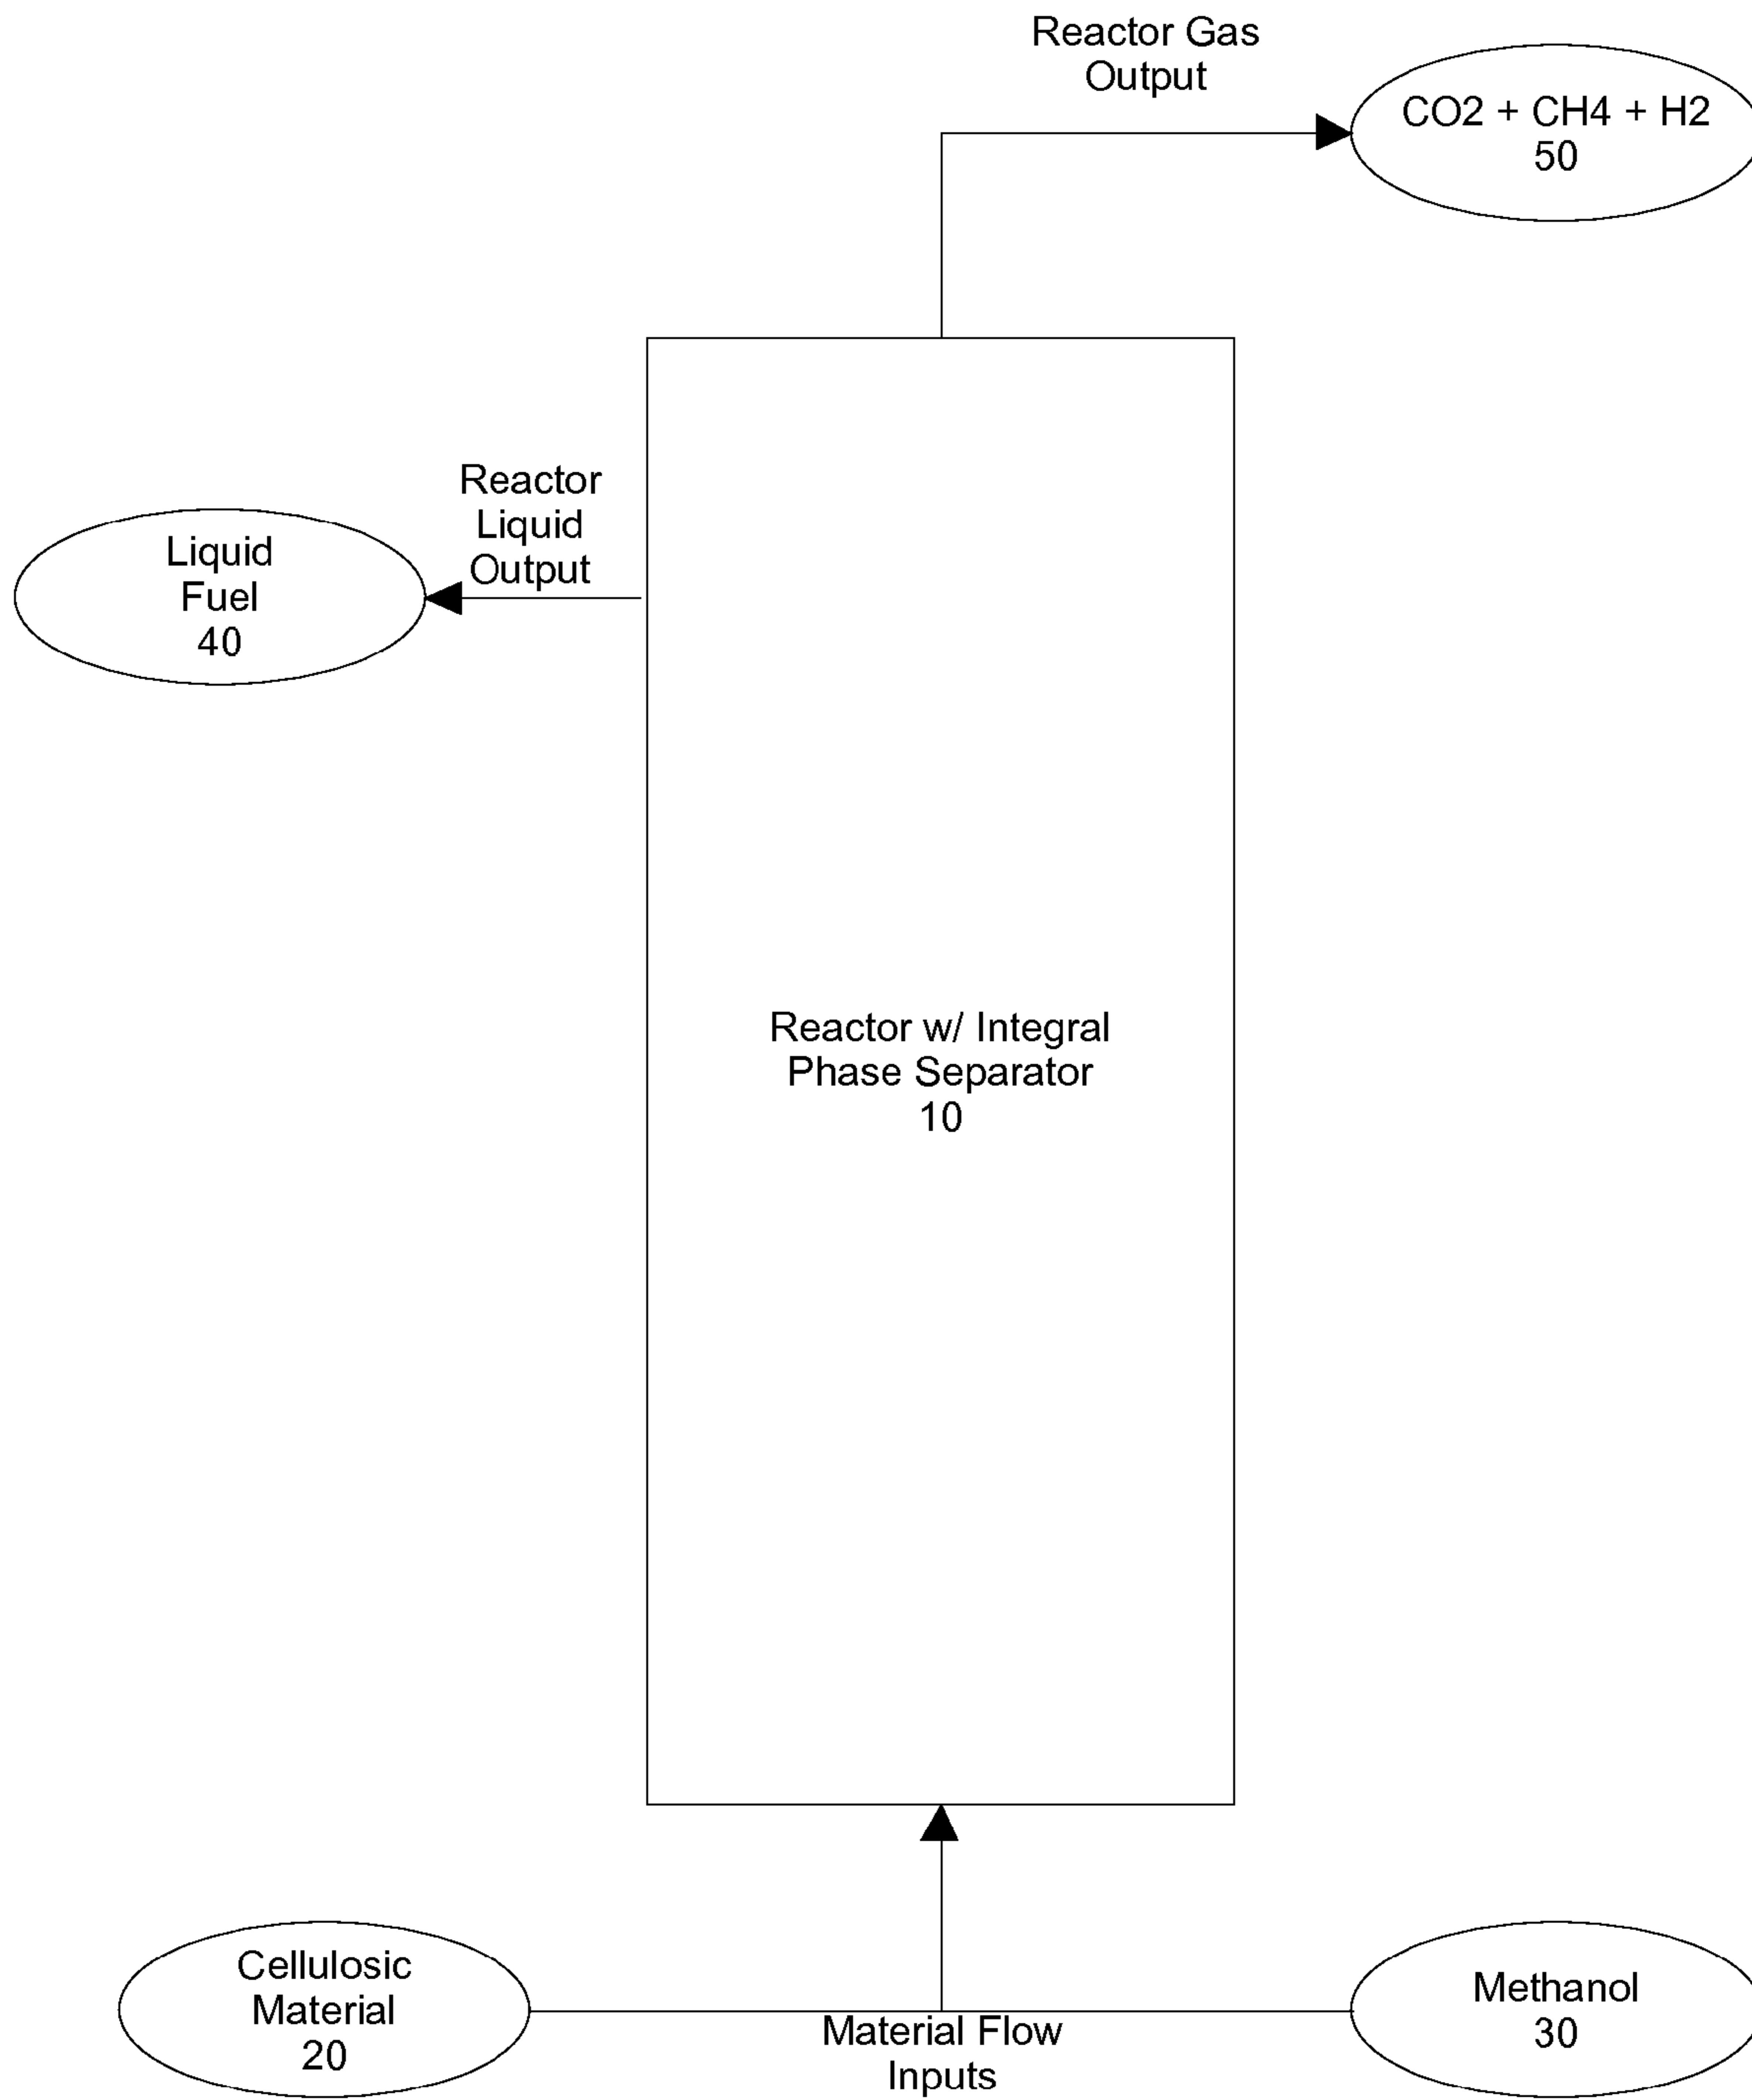 Reactor Gas
Output
CO2 + CH4 + H2
50
Reactor
Liquid
Output
Liquid
Fuel
40
Reactor w/ Integral
Phase Separator
10
Cellulosic
Material
20
Material Flow
Inputs
Methanol
30